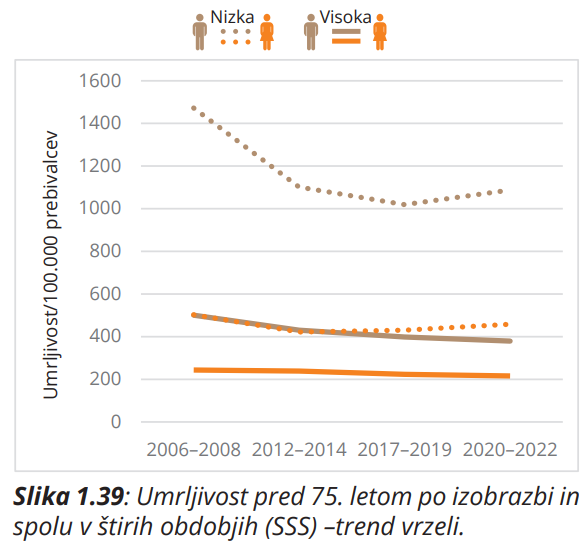 Nizka Visoka
1600
1400
1200
1000
800
600
400
200
0
Umrljivost/100.000 prebivalcev
2006–2008 2012–2014 2017–2019 2020–2022
Slika 1.39: Umrljivost pred 75. letom po izobrazbi in
spolu v štirih obdobjih (SSS) –trend vrzeli.